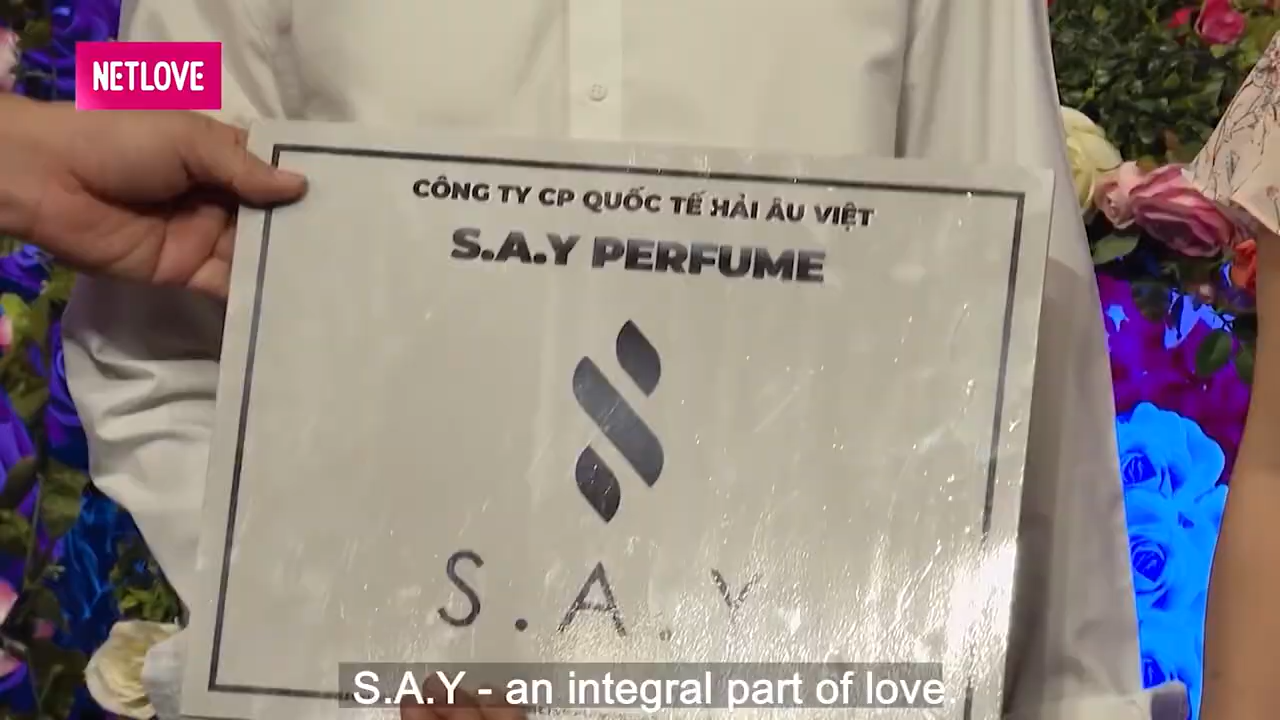 NETLOVE
CÔNG TY CP QUỐC TẾ HẢI ÂU VIỆT
S.A.Y PERFUME
S.A.Y
S.A.Y - an integral part of love